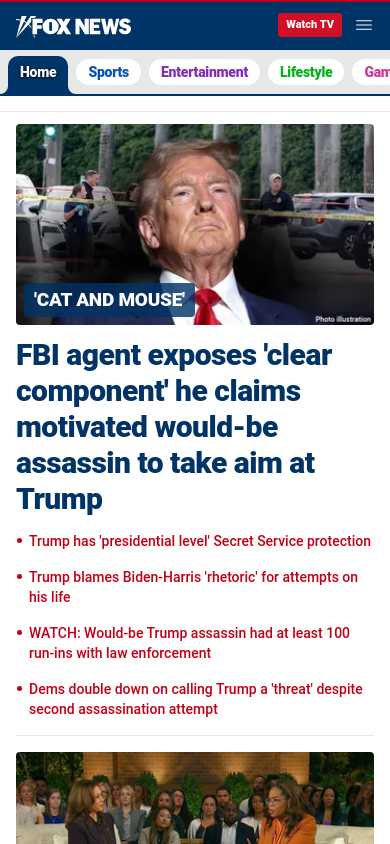 FOX NEWS
Watch TV
Home
Sports
Entertainment
Lifestyle
Gam
'CAT AND MOUSE'
Photo illustration
FBI agent exposes 'clear
component' he claims
motivated would-be
assassin to take aim at
Trump
Trump has 'presidential level' Secret Service protection
Trump blames Biden-Harris 'rhetoric' for attempts on
his life
WATCH: Would-be Trump assassin had at least 100
run-ins with law enforcement
Dems double down on calling Trump a 'threat' despite
second assassination attempt